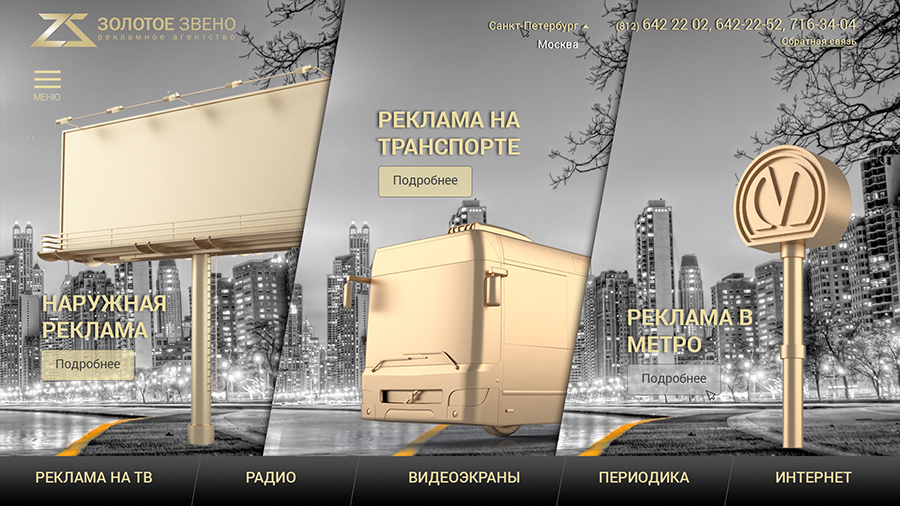 ZS ЗОЛОТОЕ ЗВЕНО
рекламное агентство
Санкт-Петербург
Москва
(812) 642 22 02, 642-22-52, 716-34-04
Обратная связь
МЕНЮ
РЕКЛАМА НА
ТРАНСПОРТЕ
Подробнее
НАРУЖНАЯ
РЕКЛАМА
Подробнее
РЕКЛАМА В
МЕТРО
Подробнее
РЕКЛАМА НА ТВ
РАДИО
ВИДЕОЭКРАНЫ
ПЕРИОДИКА
ИНТЕРНЕТ